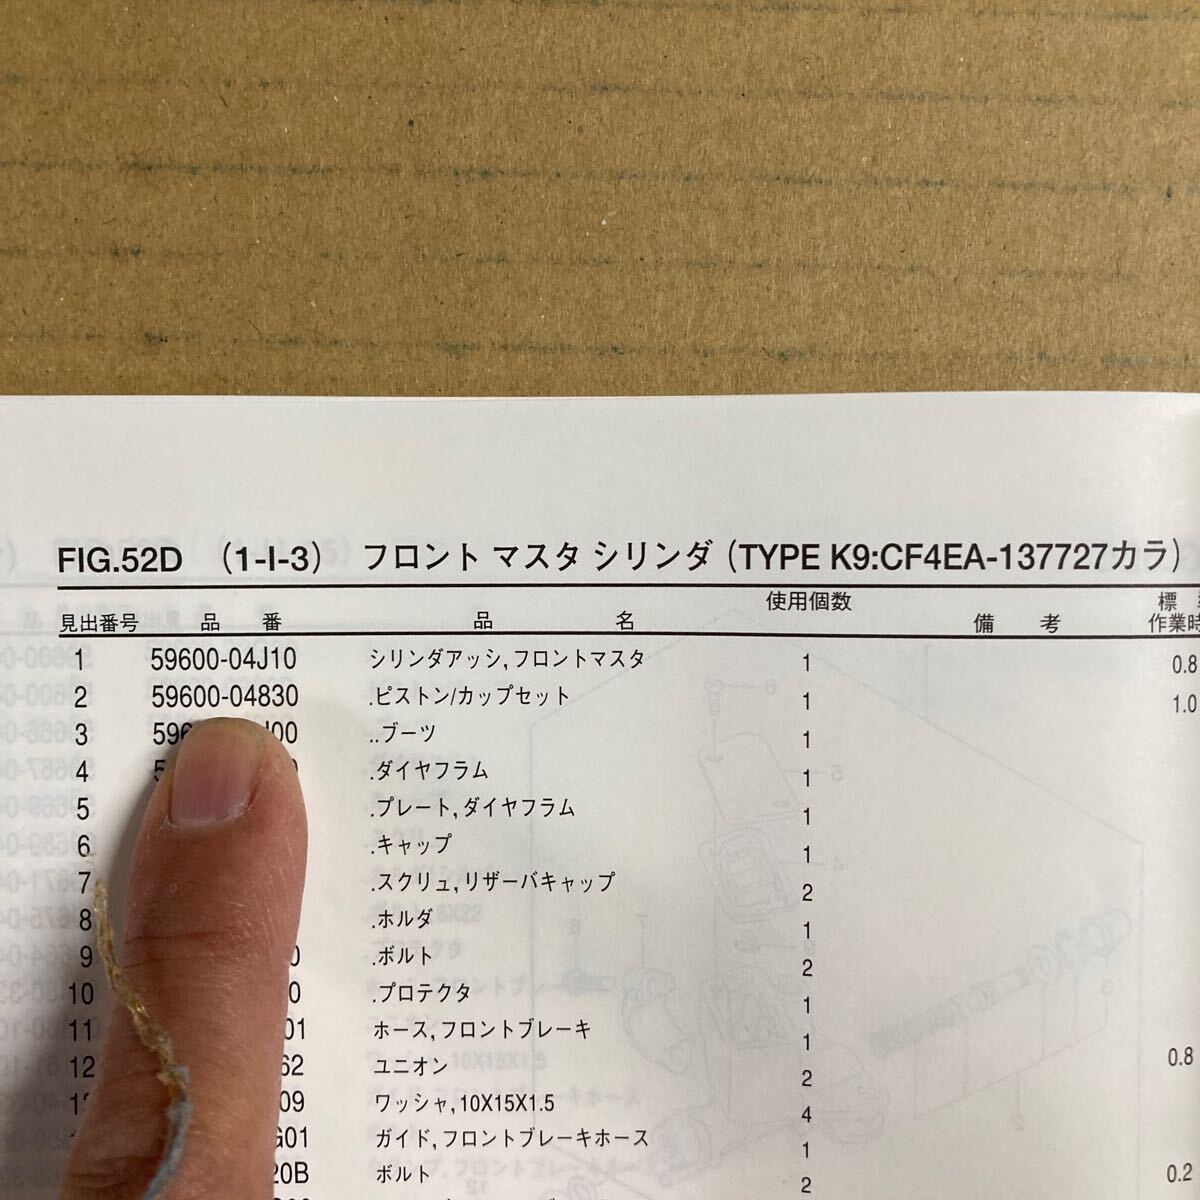 FIG.52D (1-I-3) フロント マスタ シリンダ (TYPE K9:CF4EA-137727カラ)
見出番号 品 番 品 名 使用個数 備 考 標
作業時
1 59600-04J10 シリンダアッシ,フロントマスタ 1 0.8
2 59600-04830 .ピストン/カップセット 1 1.0
3 ..ブーツ 1
4 .ダイヤフラム 1
5 .プレート,ダイヤフラム 1
6 .キャップ 1
7 .スクリュ,リザーバキャップ 2
8 .ホルダ 1
9 .ボルト 2
10 .プロテクタ 1
11 ホース,フロントブレーキ 1
12 ユニオン 2 0.8
ワッシャ,10X15X1.5 4
ガイド,フロントブレーキホース 1
ボルト 2 0.2